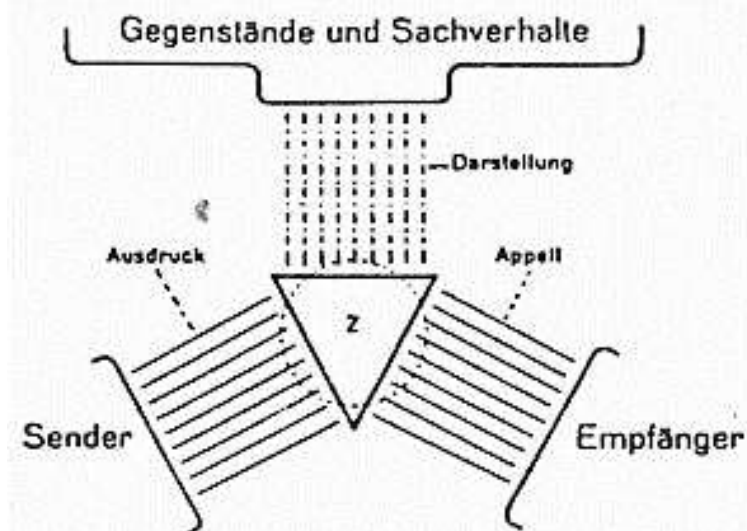 Gegenstände und Sachverhalte
Darstellung
Ausdruck
Appell
Z
Sender
Empfänger